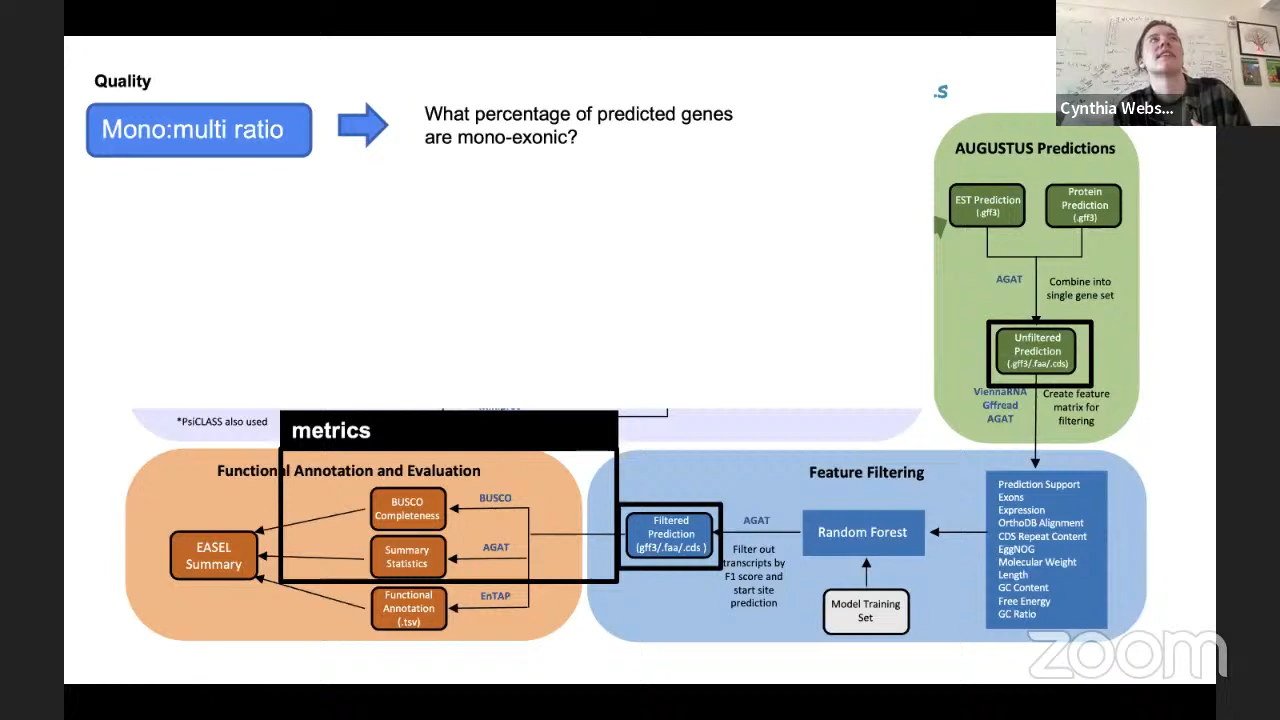 Quality
Mono:multi ratio
What percentage of predicted genes
are mono-exonic?
Cynthia Webs...
.s
AUGUSTUS Predictions
EST Prediction
(.gff3)
Protein
Prediction
(.gff3)
AGAT
Combine into
single gene set
Unfiltered
Prediction
(.gff3/.faa/.cds)
ViennaRNA
Gffread
AGAT
Create feature
matrix for
filtering
*PsiCLASS also used
metrics
Functional Annotation and Evaluation
BUSCO
Completeness
BUSCO
EASEL
Summary
Summary
Statistics
AGAT
Functional
Annotation
(.tsv)
EnTAP
Feature Filtering
Filtered
Prediction
(gff3/.faa/.cds )
AGAT
Filter out
transcripts by
F1 score and
start site
prediction
Random Forest
Model Training
Set
Prediction Support
Exons
Expression
OrthoDB Alignment
CDS Repeat Content
EggNOG
Molecular Weight
Length
GC Content
Free Energy
GC Ratio
zoom